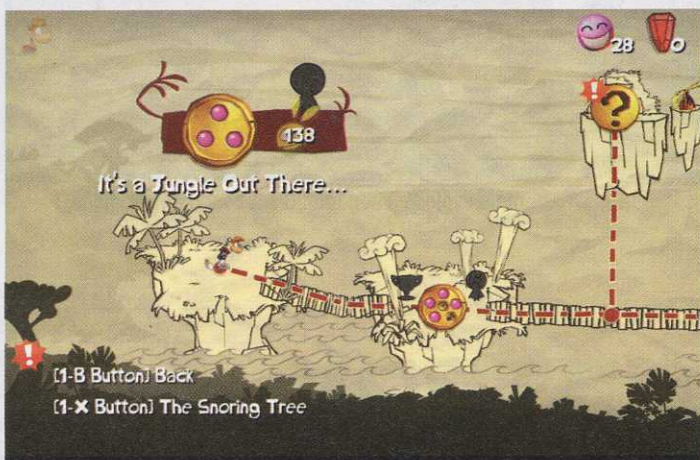 28 0
138
It's a Jungle Out There...
!
?
!
[1-B Button] Back
[1-X Button] The Snoring Tree